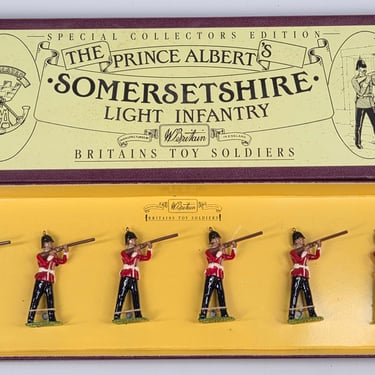 SPECIAL COLLECTORS EDITION
THE PRINCE ALBERT'S
·SOMERSETSHIRE·
LIGHT INFANTRY
W.Britain
BRITAINS TOY SOLDIERS
W.Britain
BRITAINS TOY SOLDIERS